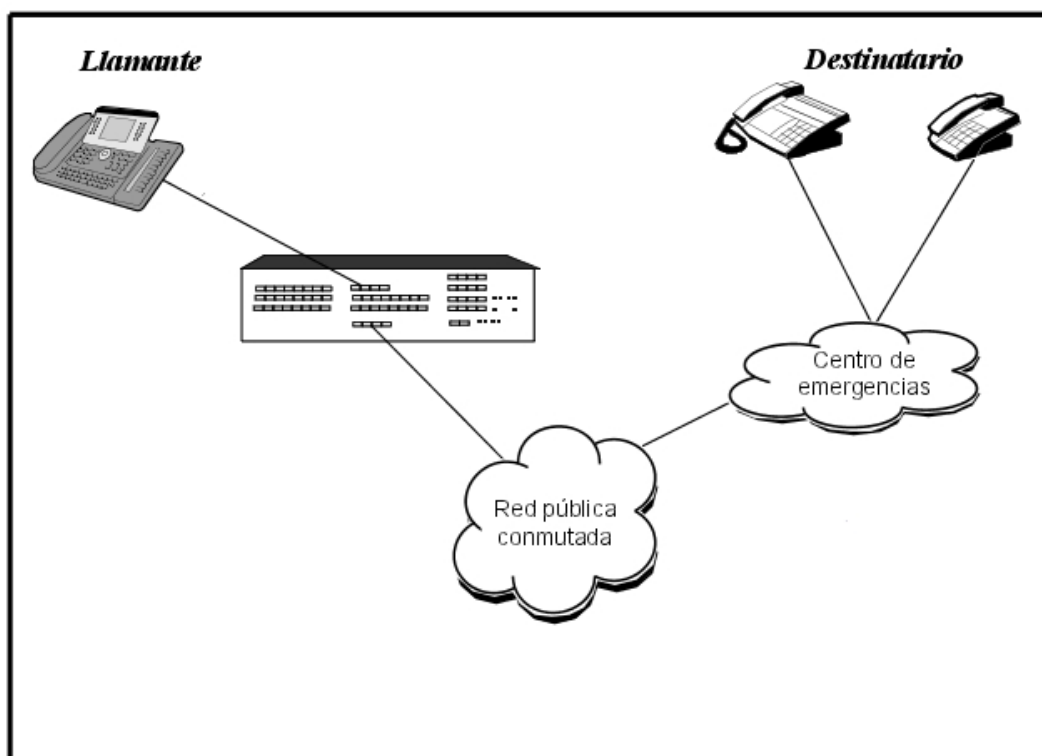 Llamante
Destinatario
Centro de
emergencias
Red pública
conmutada